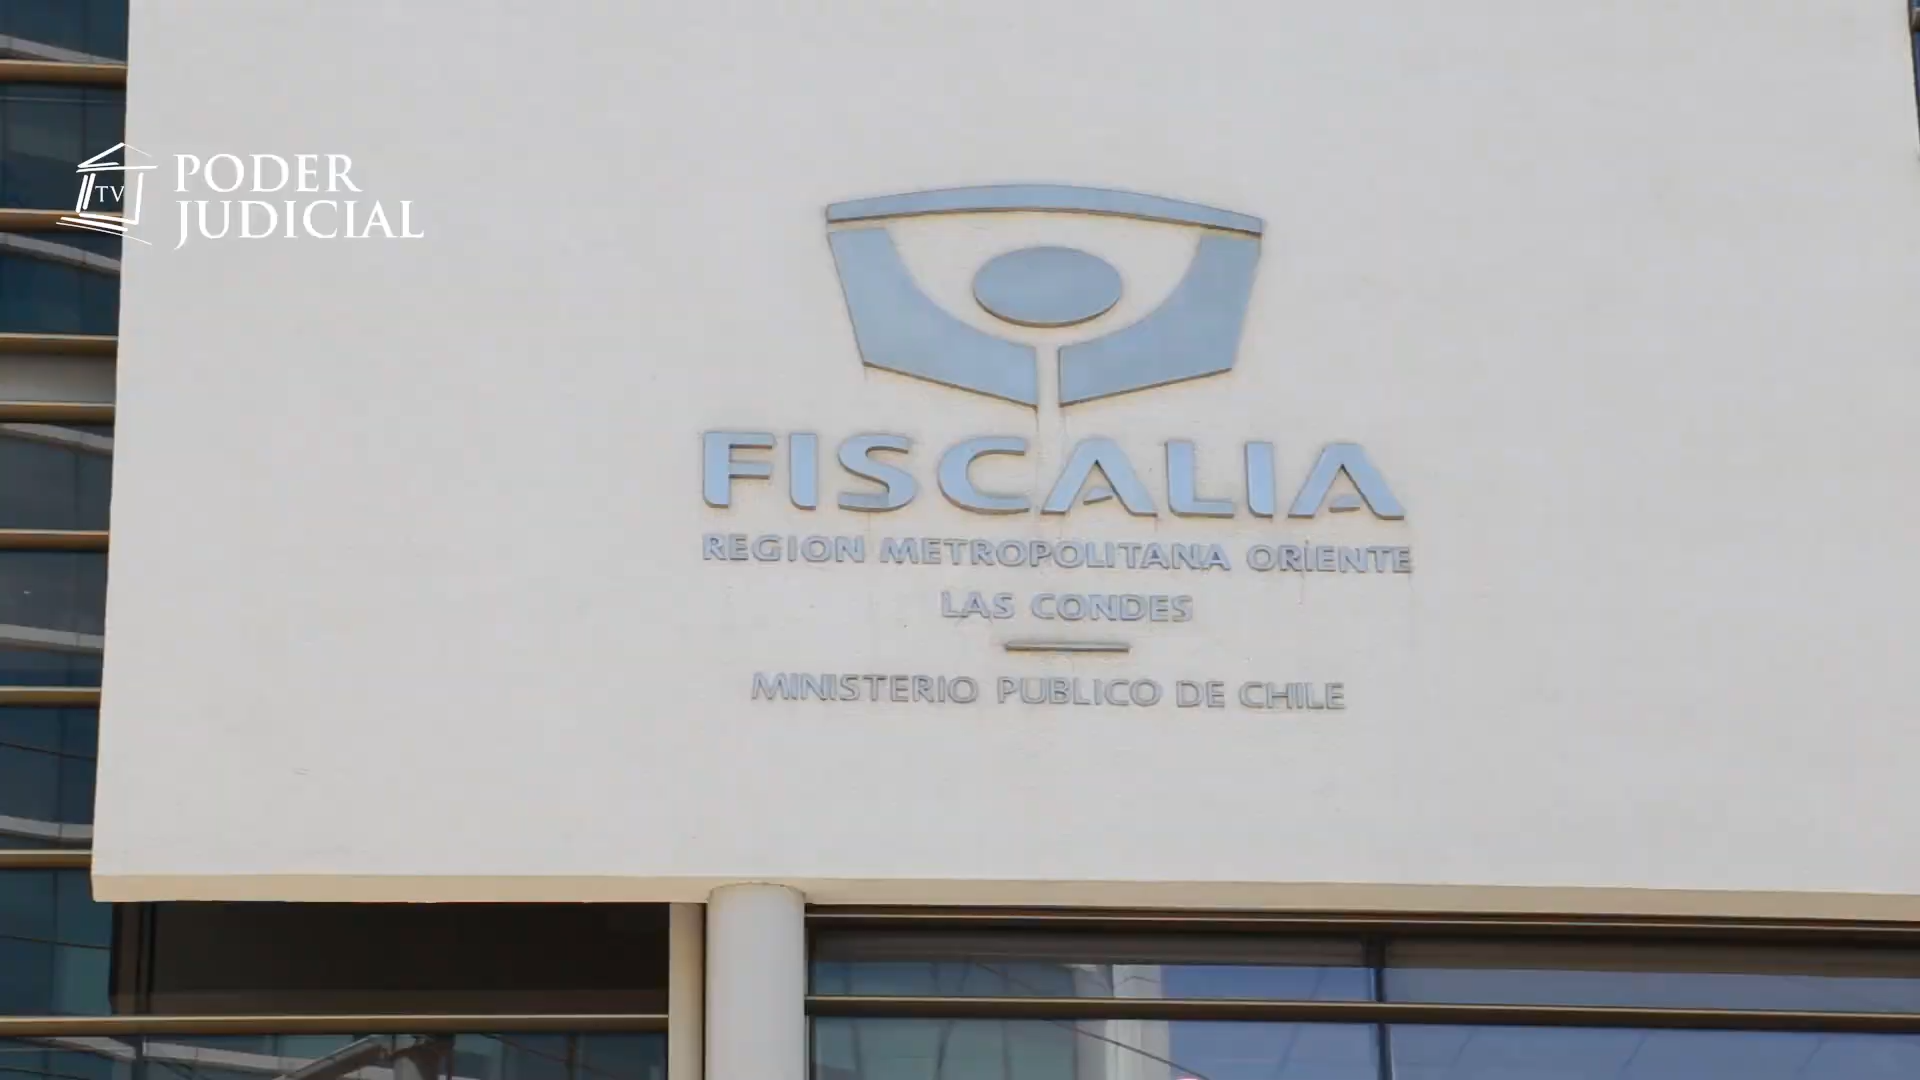 TV
PODER
JUDICIAL
FISCALIA
REGION METROPOLITANA ORIENTE
LAS CONDES
MINISTERIO PUBLICO DE CHILE